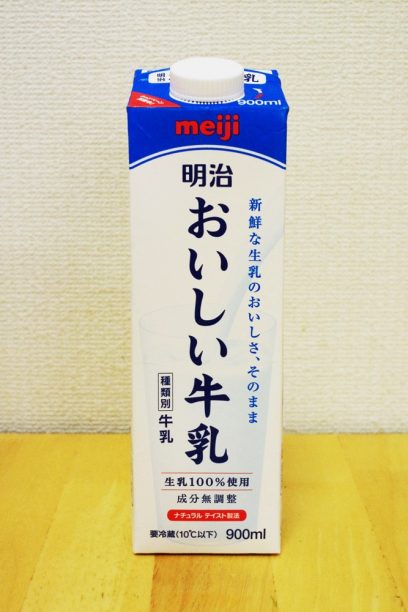 明治
乳
900ml
meiji
明治
おいしい牛乳
新鮮な生乳のおいしさ、そのまま
種類別
牛乳
生乳100%使用
成分無調整
ナチュラル テイスト製法
要冷蔵(10℃以下)
900ml